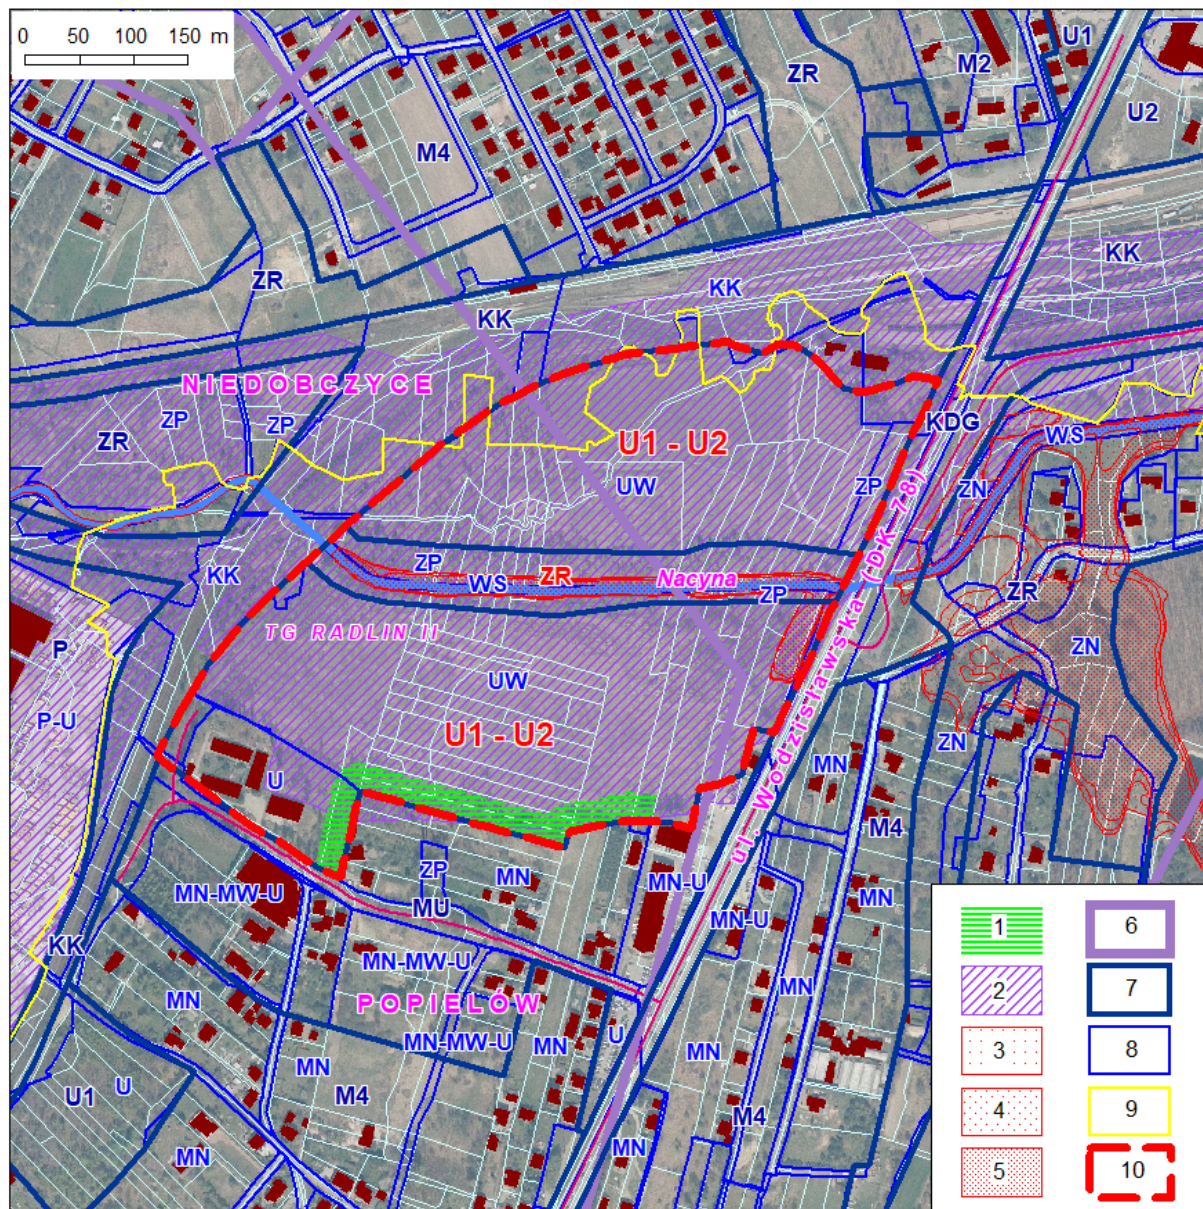 0 50 100 150 m
U1
M2
ZR
U2
M4
ZR
KK
KK
KK
NIEDOBCZYCE
ZP
ZP
ZR
U1 - U2
KDG
WS
UW
ZP
ZN
KK
ZP
WS
ZR
Nacyna
ZP
ZR
TG RADLIN II
P
ZN
UW
P-U
U1 - U2
ul. Wodzisławska (DK-78)
ZN
U
MN
M4
ZP
MN
MN-U
MN-MW-U
MU
MN
MN-U
KK
MN-MW-U
MN
MN
POPIELÓW
MN-MW-U
MN
U
MN
MN
U1
U
M4
M4
MN
MN
1
2
3
4
5
6
7
8
9
10